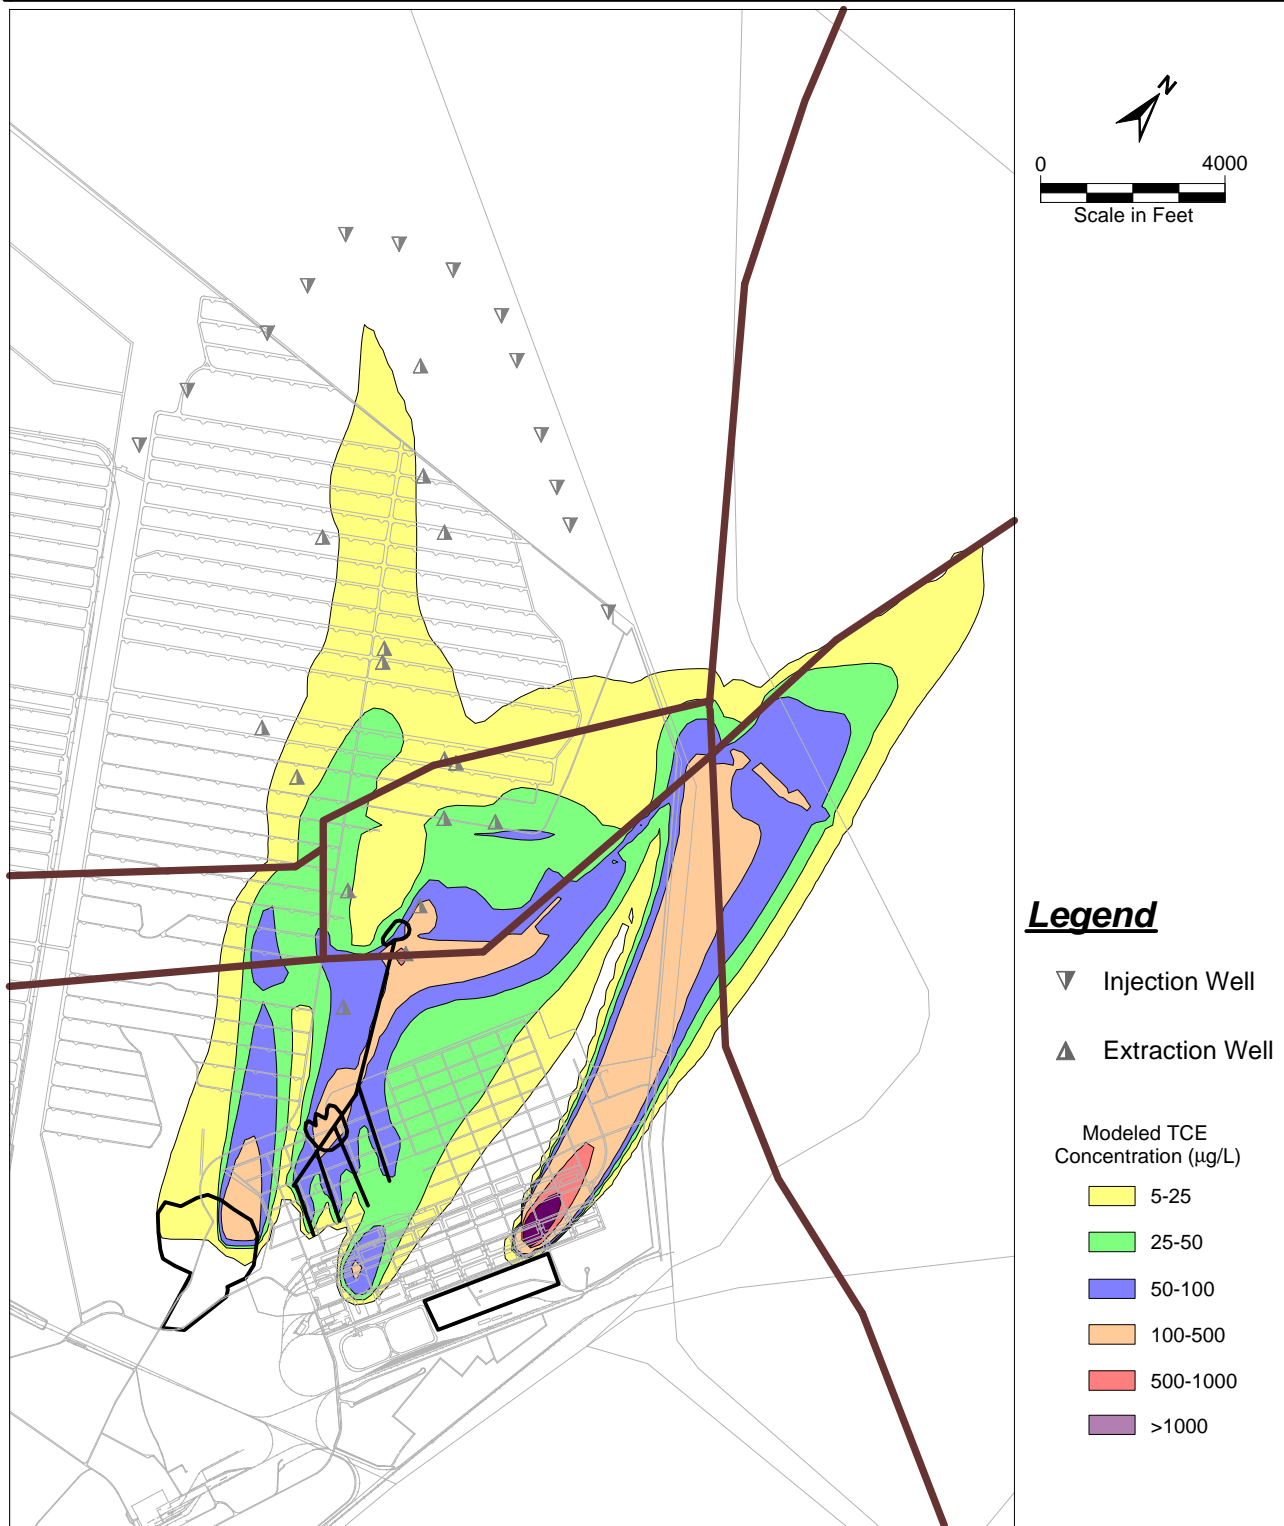 N
0 4000
Scale in Feet
Legend
Injection Well
Extraction Well
Modeled TCE
Concentration (µg/L)
5-25
25-50
50-100
100-500
500-1000
>1000